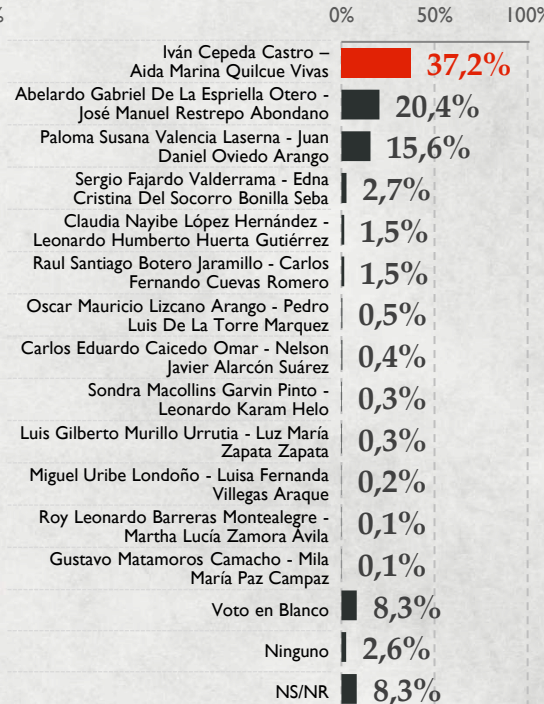 %
0%
50%
100%
Iván Cepeda Castro –
Aida Marina Quilcue Vivas
37,2%
Abelardo Gabriel De La Espriella Otero -
José Manuel Restrepo Abondano
20,4%
Paloma Susana Valencia Laserna - Juan
Daniel Oviedo Arango
15,6%
Sergio Fajardo Valderrama - Edna
Cristina Del Socorro Bonilla Seba
2,7%
Claudia Nayibe López Hernández -
Leonardo Humberto Huerta Gutiérrez
1,5%
Raul Santiago Botero Jaramillo - Carlos
Fernando Cuevas Romero
1,5%
Oscar Mauricio Lizcano Arango - Pedro
Luis De La Torre Marquez
0,5%
Carlos Eduardo Caicedo Omar - Nelson
Javier Alarcón Suárez
0,4%
Sondra Macollins Garvin Pinto -
Leonardo Karam Helo
0,3%
Luis Gilberto Murillo Urrutia - Luz María
Zapata Zapata
0,3%
Miguel Uribe Londoño - Luisa Fernanda
Villegas Araque
0,2%
Roy Leonardo Barreras Montealegre -
Martha Lucía Zamora Ávila
0,1%
Gustavo Matamoros Camacho - Mila
María Paz Campaz
0,1%
Voto en Blanco
8,3%
Ninguno
2,6%
NS/NR
8,3%